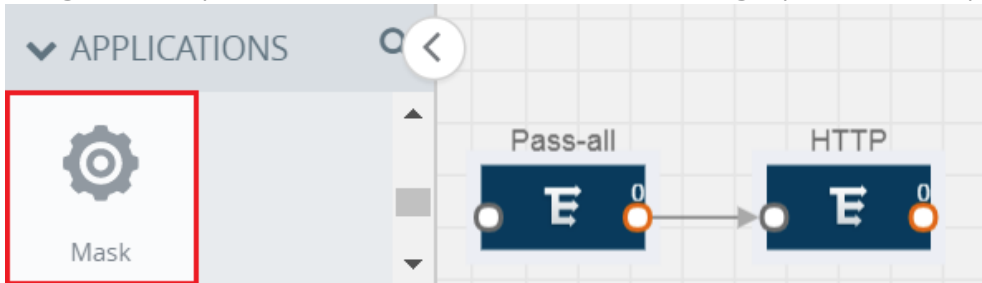 APPLICATIONS
Mask
Pass-all
HTTP
0
0